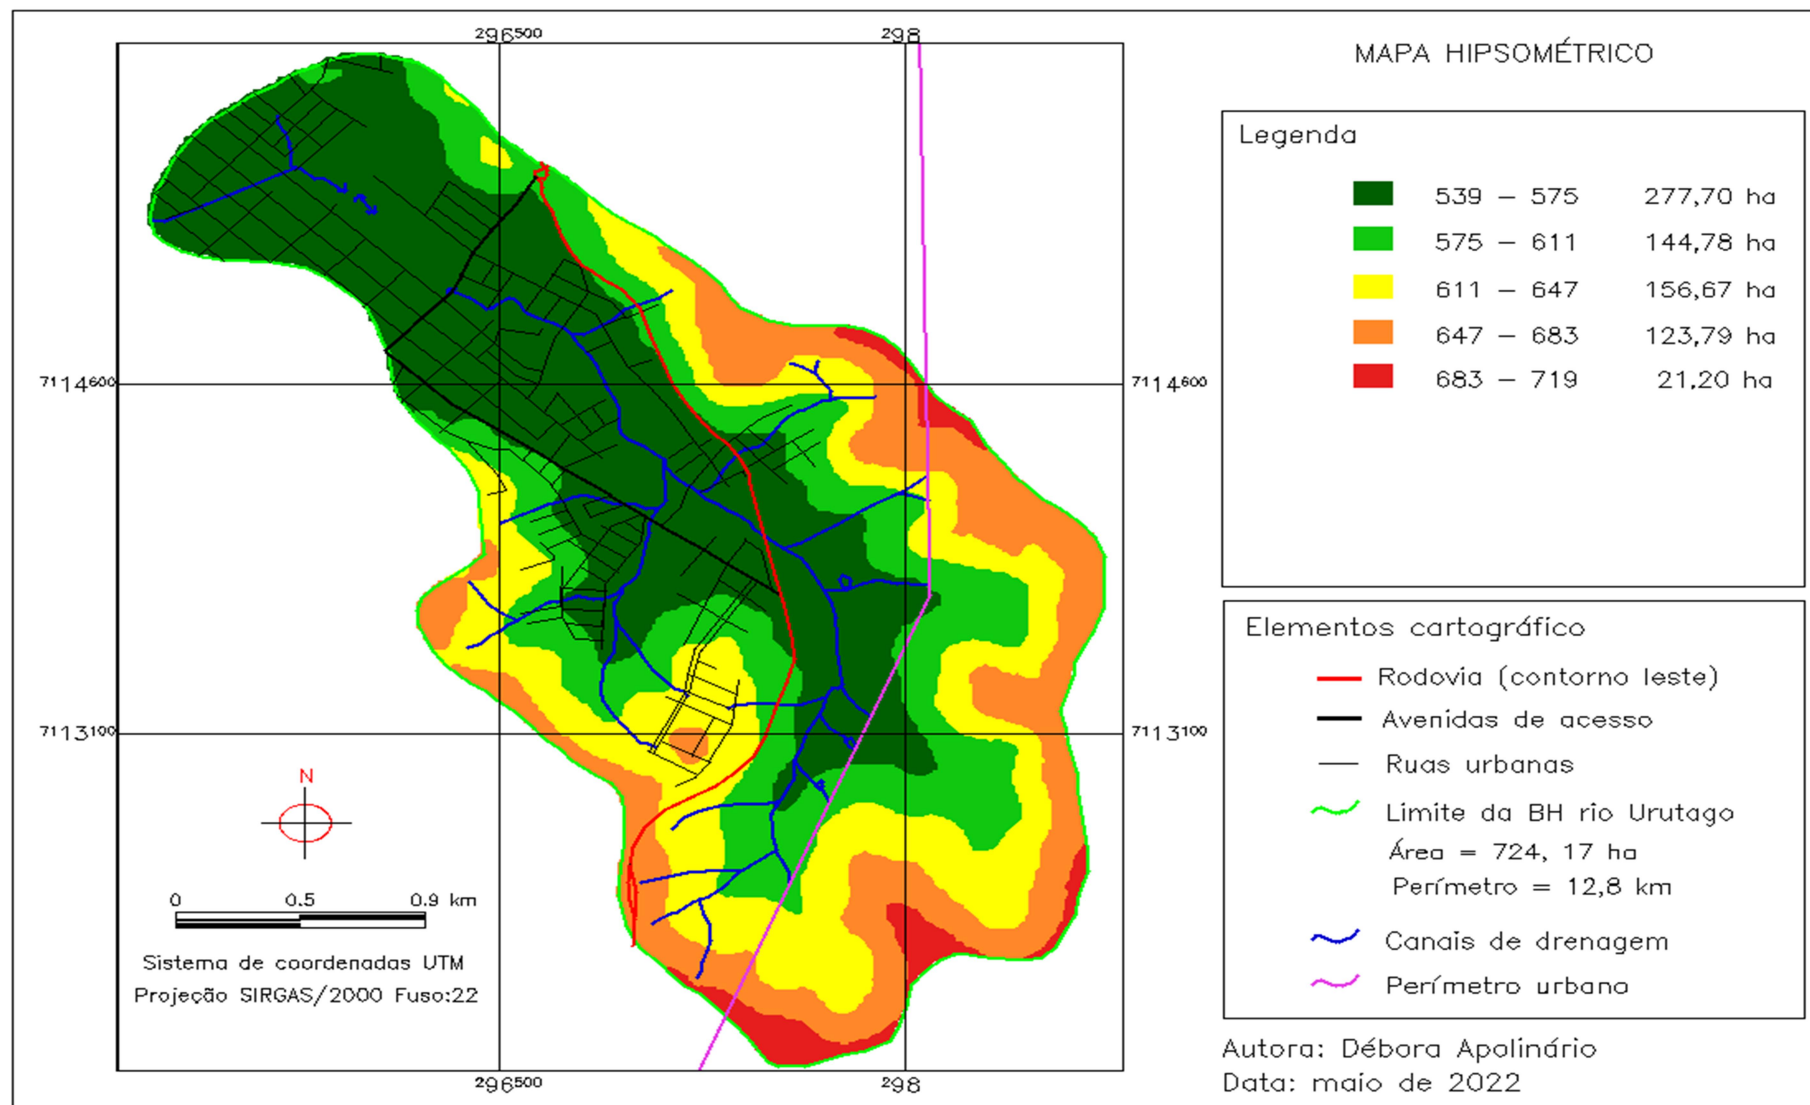 296500
298
MAPA HIPSOMÉTRICO
Legenda
539 – 575 277,70 ha
575 – 611 144,78 ha
611 – 647 156,67 ha
647 – 683 123,79 ha
683 – 719 21,20 ha
7114600
7114600
7113100
7113100
Elementos cartográfico
Rodovia (contorno leste)
Avenidas de acesso
Ruas urbanas
Limite da BH rio Urutago
Área = 724, 17 ha
Perímetro = 12,8 km
Canais de drenagem
Perímetro urbano
N
0 0.5 0.9 km
Sistema de coordenadas UTM
Projeção SIRGAS/2000 Fuso:22
296500
298
Autora: Débora Apolinário
Data: maio de 2022